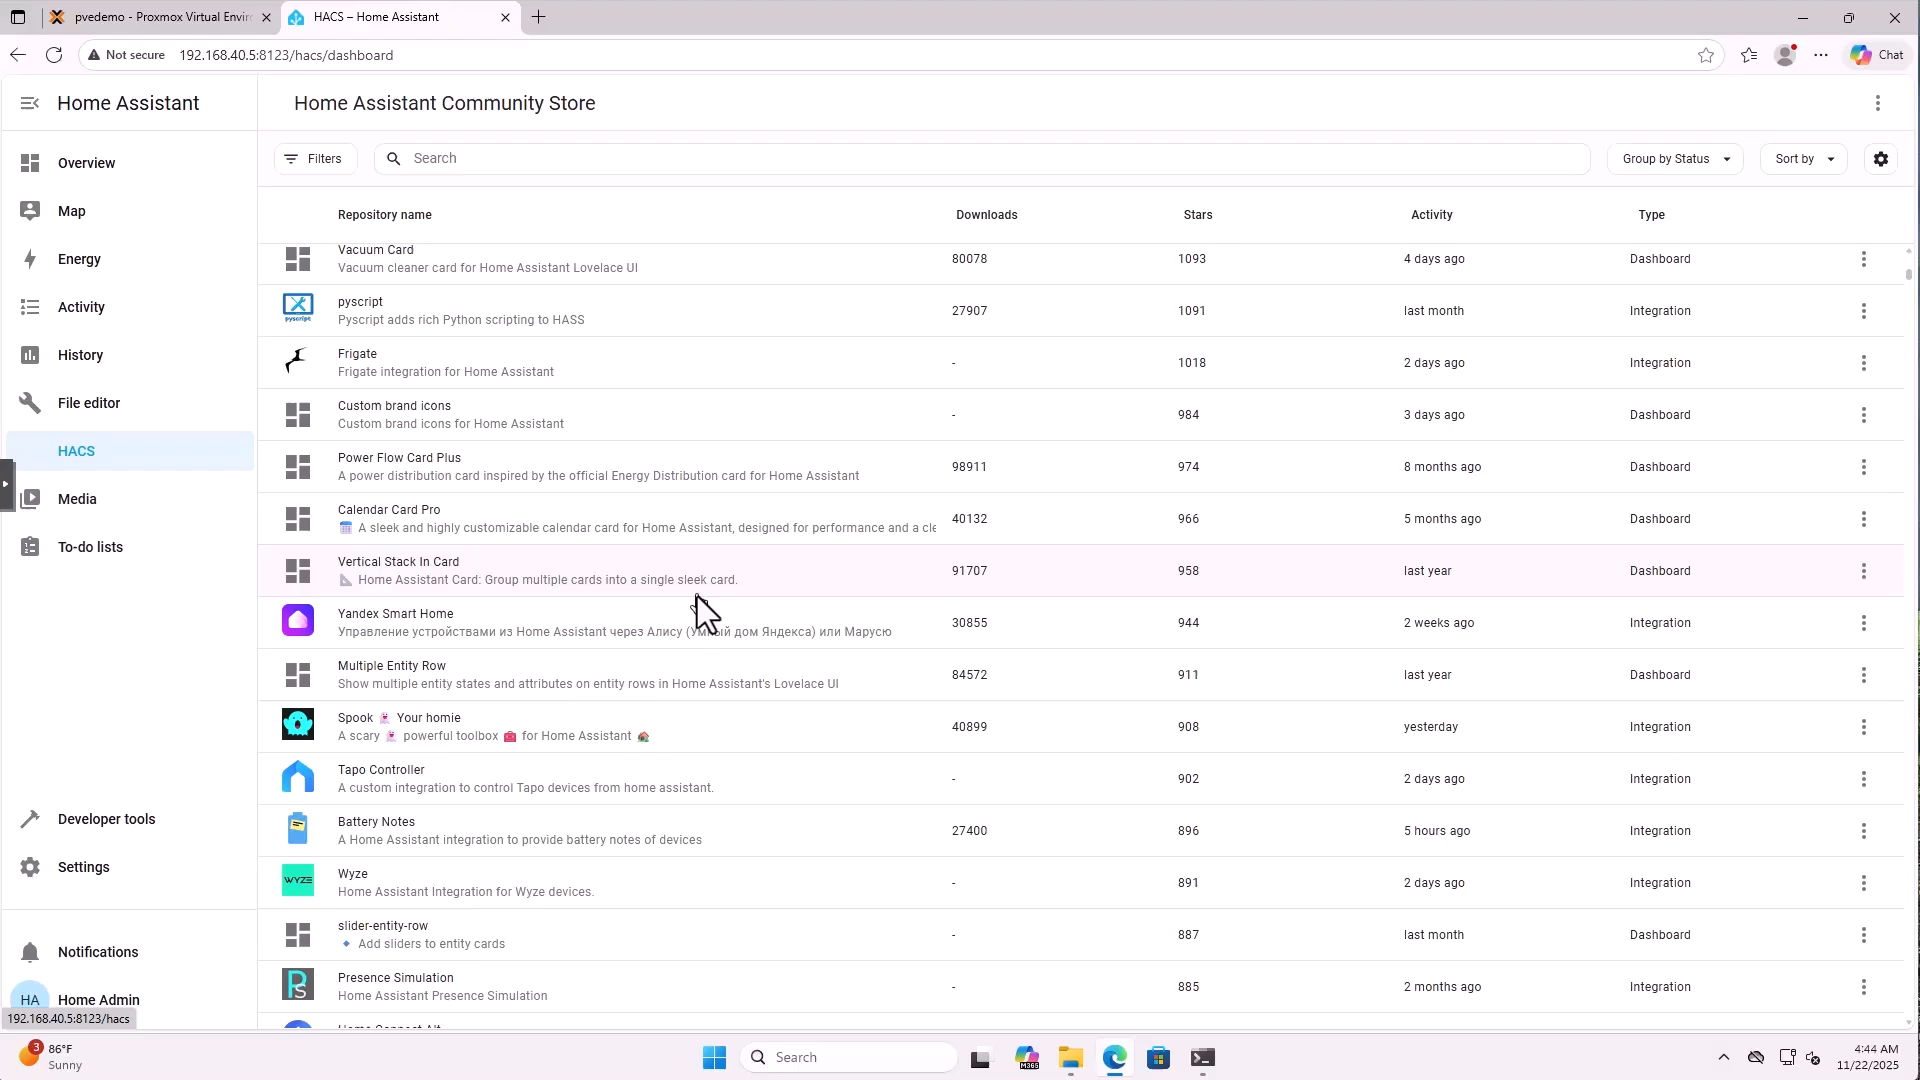 pvedemo - Proxmox Virtual Envir
HACS – Home Assistant
Not secure
192.168.40.5:8123/hacs/dashboard
Chat
Home Assistant
Home Assistant Community Store
Filters
Search
Group by Status
Sort by
Overview
Map
Energy
Activity
History
File editor
HACS
Media
To-do lists
Developer tools
Settings
Notifications
HA
Home Admin
192.168.40.5:8123/hacs
Repository name Downloads Stars Activity Type
Vacuum Card
Vacuum cleaner card for Home Assistant Lovelace UI
80078 1093 4 days ago Dashboard
pyscript
pyscript
Pyscript adds rich Python scripting to HASS
27907 1091 last month Integration
Frigate
Frigate integration for Home Assistant
- 1018 2 days ago Integration
Custom brand icons
Custom brand icons for Home Assistant
- 984 3 days ago Dashboard
Power Flow Card Plus
A power distribution card inspired by the official Energy Distribution card for Home Assistant
98911 974 8 months ago Dashboard
Calendar Card Pro
📅 A sleek and highly customizable calendar card for Home Assistant, designed for performance and a cle
40132 966 5 months ago Dashboard
Vertical Stack In Card
📐 Home Assistant Card: Group multiple cards into a single sleek card.
91707 958 last year Dashboard
Yandex Smart Home
Управление устройствами из Home Assistant через Алису (Умный дом Яндекса) или Марусю
30855 944 2 weeks ago Integration
Multiple Entity Row
Show multiple entity states and attributes on entity rows in Home Assistant's Lovelace UI
84572 911 last year Dashboard
Spook 👻 Your homie
A scary 👻 powerful toolbox 🧰 for Home Assistant 🏠
40899 908 yesterday Integration
Tapo Controller
A custom integration to control Tapo devices from home assistant.
- 902 2 days ago Integration
Battery Notes
A Home Assistant integration to provide battery notes of devices
27400 896 5 hours ago Integration
WYZE
Wyze
Home Assistant Integration for Wyze devices.
- 891 2 days ago Integration
slider-entity-row
🔹 Add sliders to entity cards
- 887 last month Dashboard
PS
Presence Simulation
Home Assistant Presence Simulation
- 885 2 months ago Integration
3
86°F
Sunny
Search
M365
4:44 AM
11/22/2025